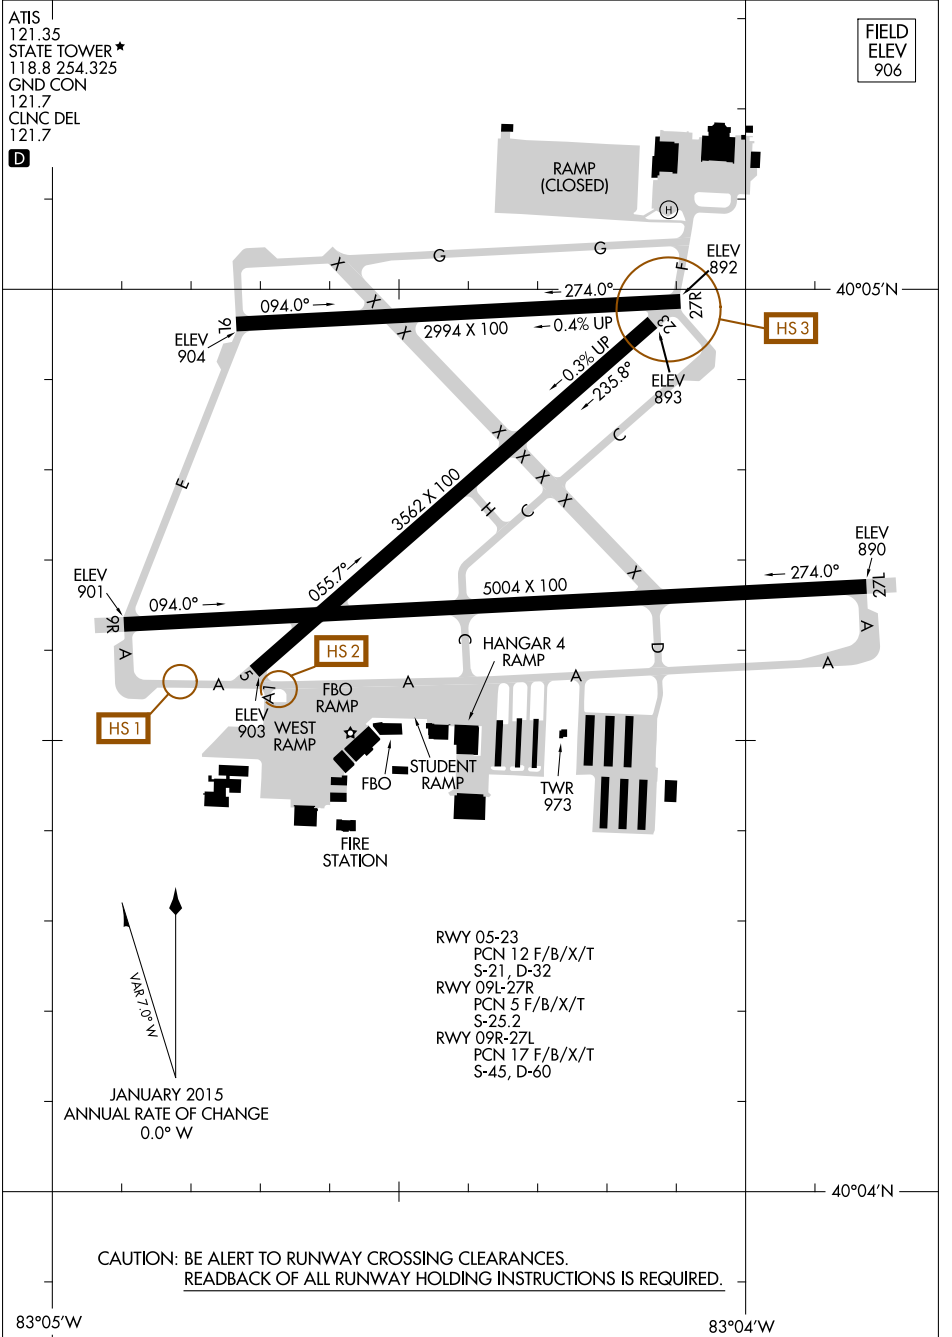 ATIS
121.35
STATE TOWER★
118.8 254.325
GND CON
121.7
CLNC DEL
121.7
D
FIELD
ELEV
906
RAMP
(CLOSED)
H
G
G
F
ELEV
892
40°05'N
X
X
X
094.0°
274.0°
27R
9L
2994 X 100
0.4% UP
HS 3
ELEV
904
23
0.3% UP
235.8°
ELEV
893
C
X
X
X
X
E
3562 X 100
H
C
ELEV
890
ELEV
901
055.7°
X
274.0°
27L
5004 X 100
094.0°
9R
A
A
C
D
HS 2
HANGAR 4
RAMP
5
A
A1
A
A
A
FBO
RAMP
HS 1
ELEV
903
WEST
RAMP
FBO
STUDENT
RAMP
TWR
973
FIRE
STATION
VAR 7.0° W
JANUARY 2015
ANNUAL RATE OF CHANGE
0.0° W
RWY 05-23
PCN 12 F/B/X/T
S-21, D-32
RWY 09L-27R
PCN 5 F/B/X/T
S-25.2
RWY 09R-27L
PCN 17 F/B/X/T
S-45, D-60
40°04'N
CAUTION: BE ALERT TO RUNWAY CROSSING CLEARANCES.
READBACK OF ALL RUNWAY HOLDING INSTRUCTIONS IS REQUIRED.
83°05'W
83°04'W